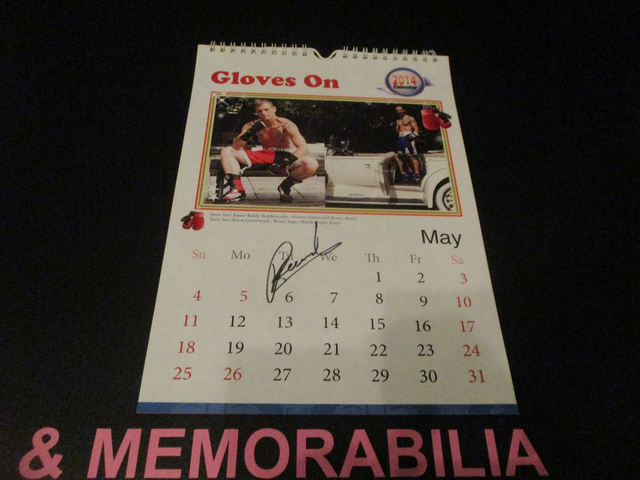 Gloves On
2014
Calendar
May
Su Mo Tu We Th Fr Sa
1 2 3
4 5 6 7 8 9 10
11 12 13 14 15 16 17
18 19 20 21 22 23 24
25 26 27 28 29 30 31
& MEMORABILIA